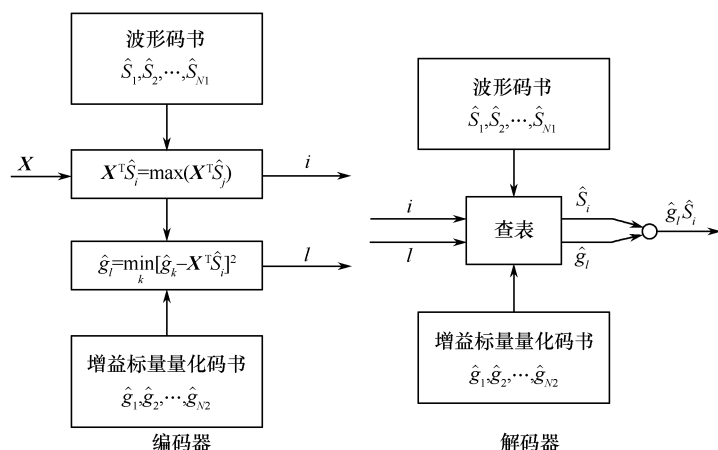 波形码书
Ŝ₁,Ŝ₂,⋯,Ŝ_N1
X
XᵀŜᵢ=max(XᵀŜⱼ)
i
ĝₗ=min[ĝₖ–XᵀŜᵢ]²
k
l
增益标量量化码书
ĝ₁,ĝ₂,⋯,ĝ_N2
编码器
波形码书
Ŝ₁,Ŝ₂,⋯,Ŝ_N1
i
l
查表
Ŝᵢ
ĝₗ
ĝₗŜᵢ
增益标量量化码书
ĝ₁,ĝ₂,⋯,ĝ_N2
解码器